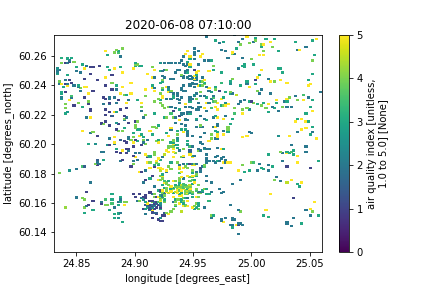 2020-06-08 07:10:00
60.26
60.24
60.22
60.20
60.18
60.16
60.14
latitude [degrees_north]
24.85 24.90 24.95 25.00 25.05
longitude [degrees_east]
5
4
3
2
1
0
air quality index [unitless,
1.0 to 5.0] [None]